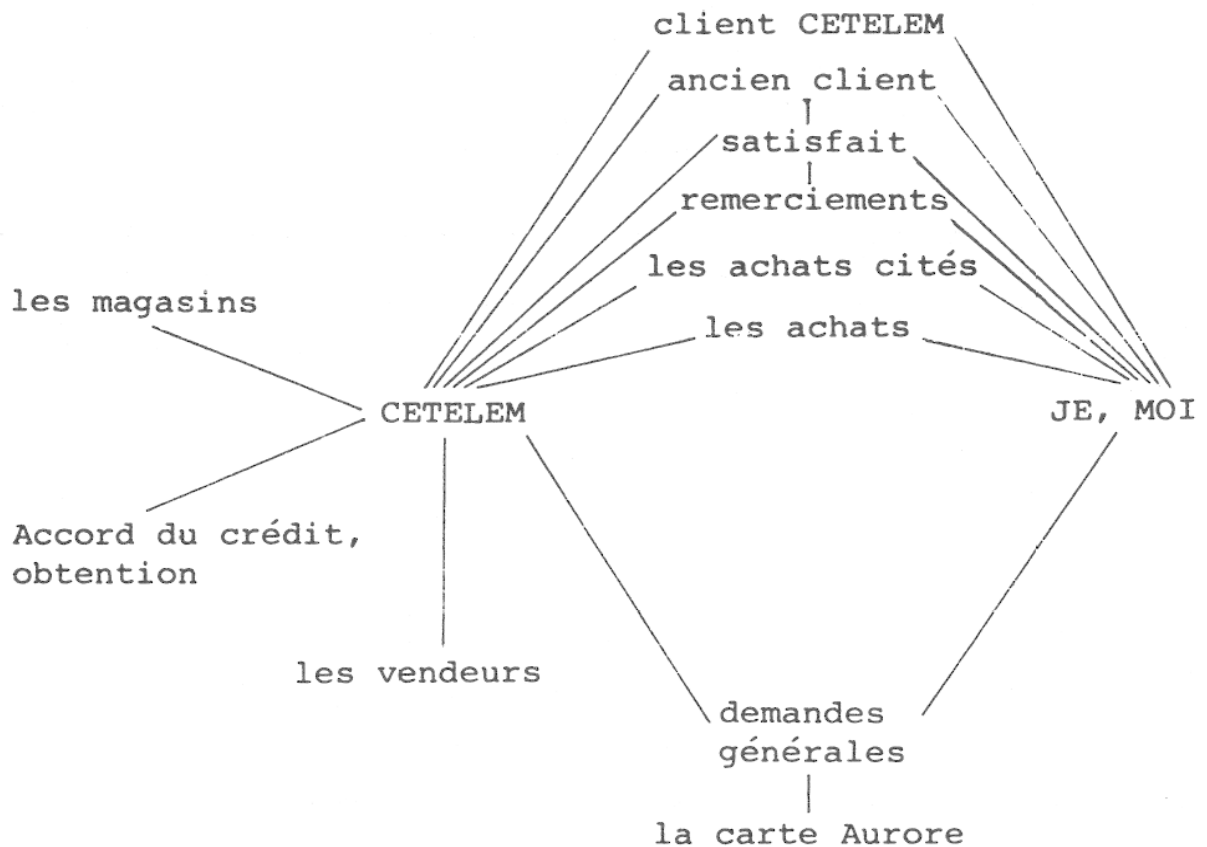 client CETELEM
ancien client
satisfait
remerciements
les achats cités
les magasins
les achats
CETELEM
JE, MOI
Accord du crédit,
obtention
les vendeurs
demandes
générales
la carte Aurore